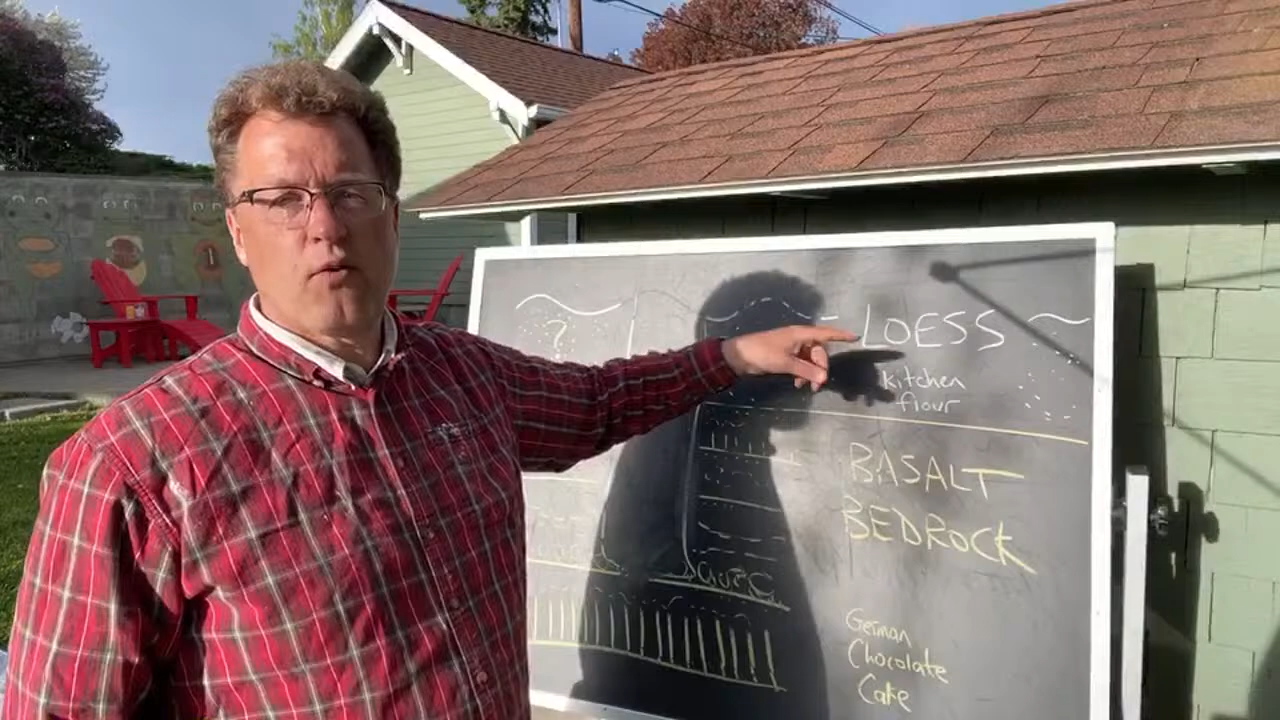 ?
LOESS
kitchen
flour
BASALT
BEDROCK
German
Chocolate
Cake